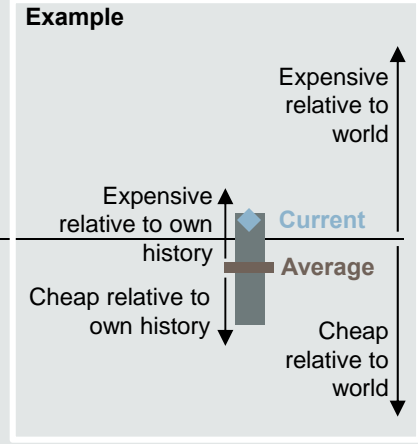 Example
Expensive
relative to
world
Expensive
relative to own
history
Current
Average
Cheap relative to
own history
Cheap
relative to
world